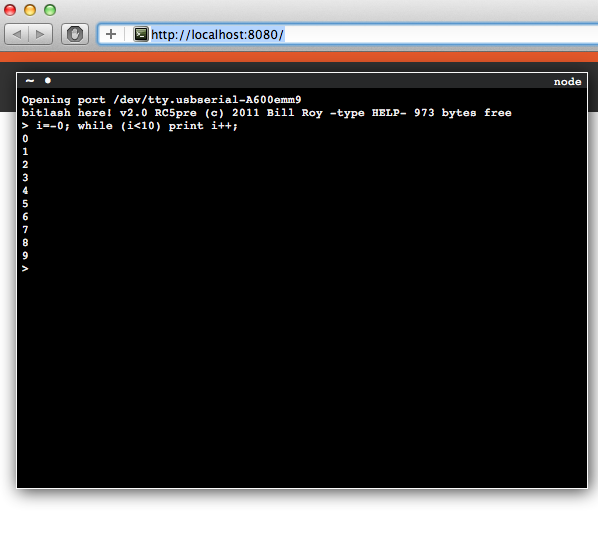 http://localhost:8080/
~ • node
Opening port /dev/tty.usbserial-A600emm9
bitlash here! v2.0 RC5pre (c) 2011 Bill Roy -type HELP- 973 bytes free
> i=-0; while (i<10) print i++;
0
1
2
3
4
5
6
7
8
9
>